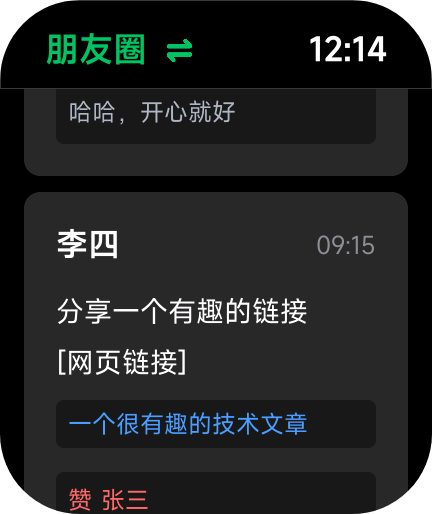 朋友圈 ⇌ 12:14
哈哈，开心就好
李四 09:15
分享一个有趣的链接
[网页链接]
一个很有趣的技术文章
赞 张三